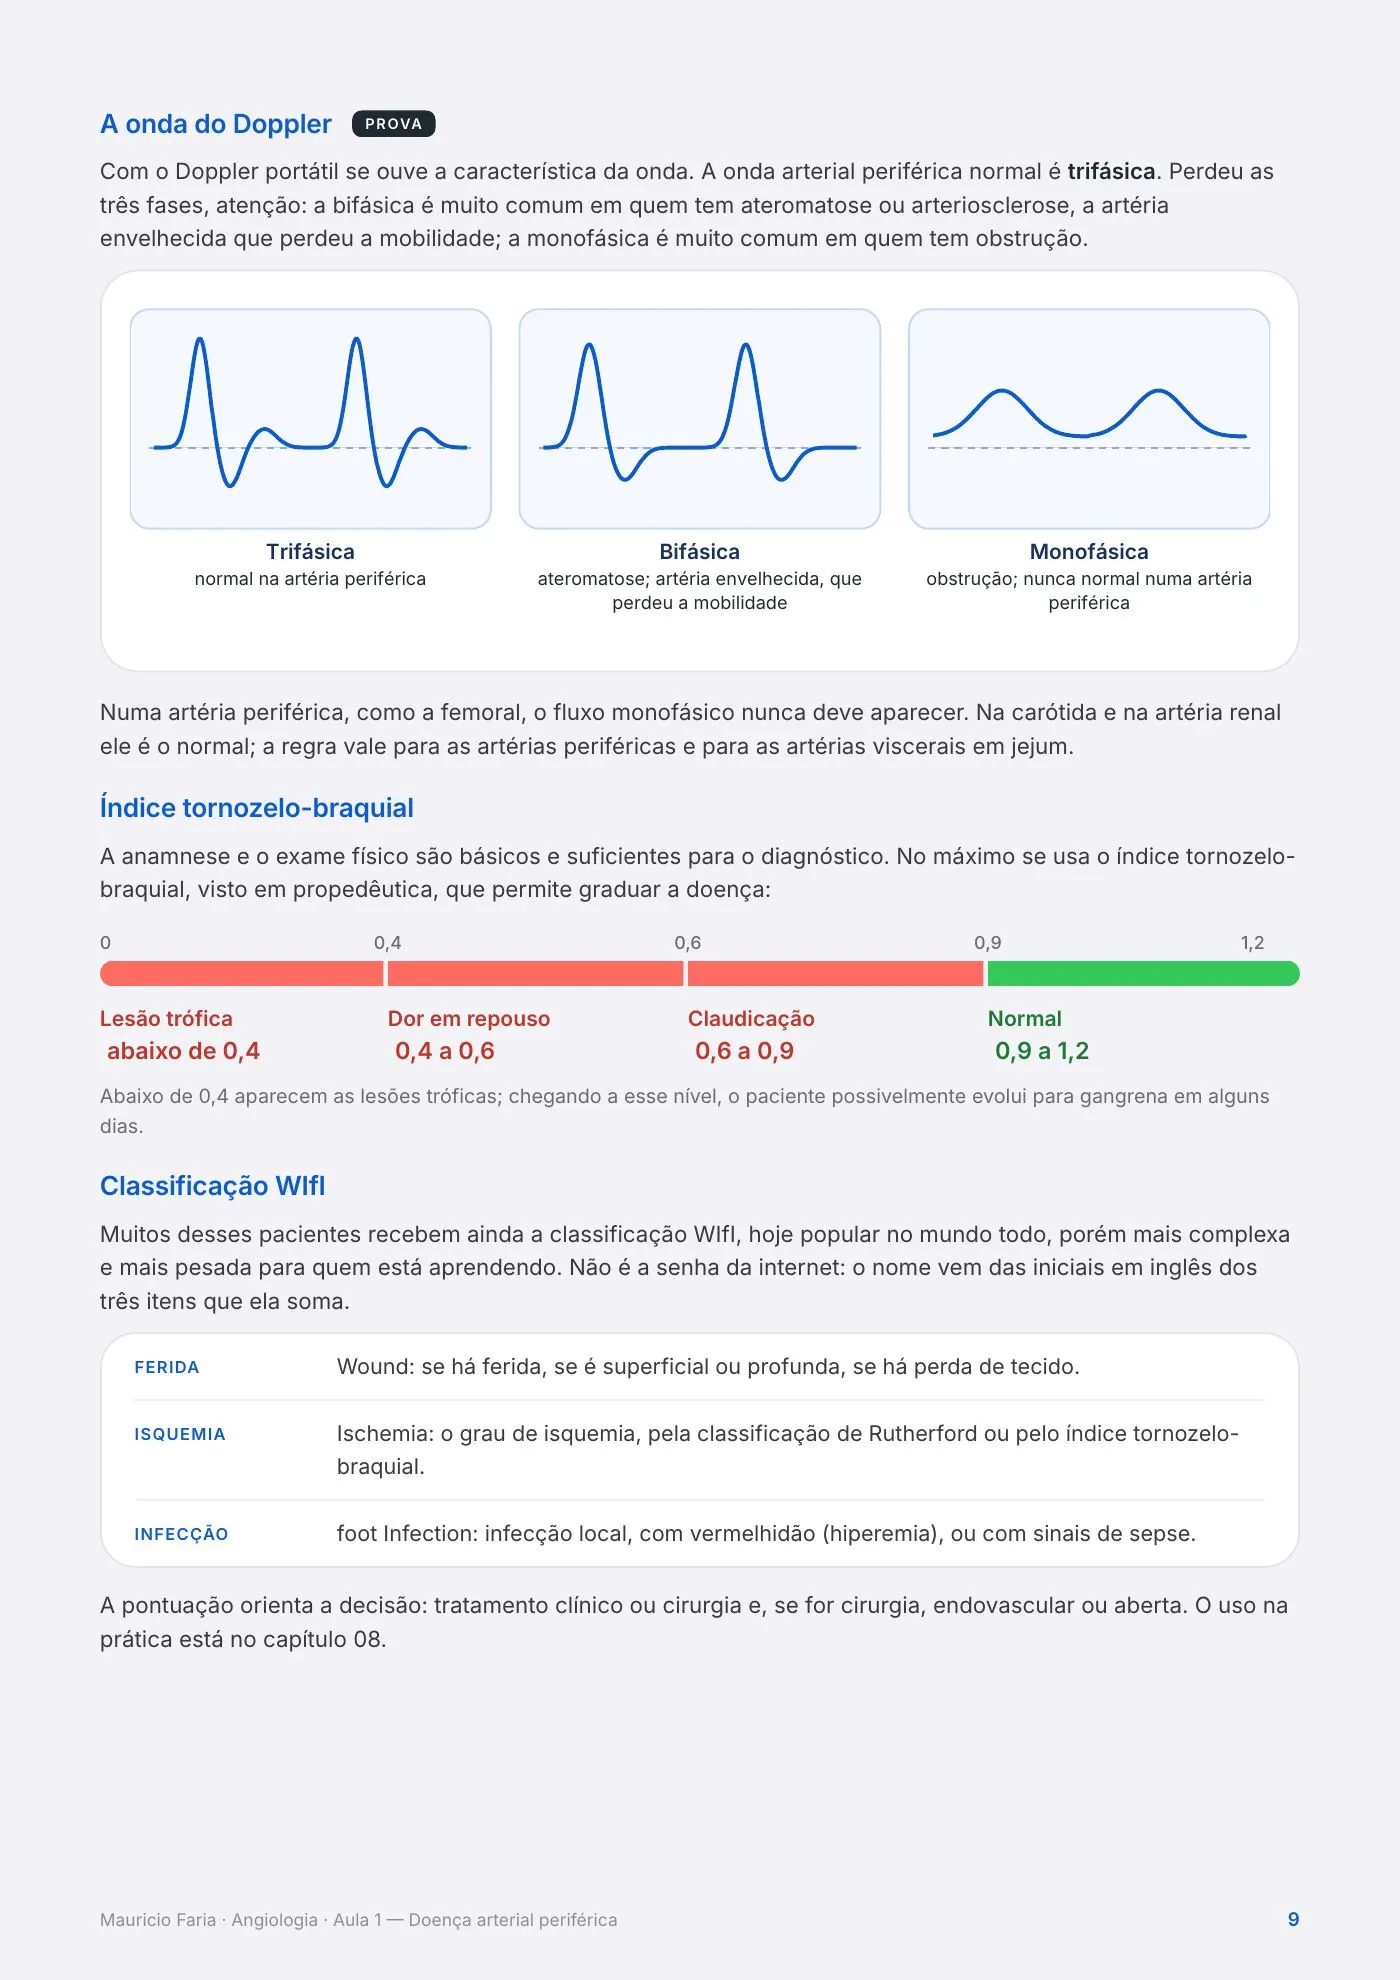 A onda do Doppler PROVA
Com o Doppler portátil se ouve a característica da onda. A onda arterial periférica normal é trifásica. Perdeu as
três fases, atenção: a bifásica é muito comum em quem tem ateromatose ou arteriosclerose, a artéria
envelhecida que perdeu a mobilidade; a monofásica é muito comum em quem tem obstrução.
Trifásica
normal na artéria periférica
Bifásica
ateromatose; artéria envelhecida, que
perdeu a mobilidade
Monofásica
obstrução; nunca normal numa artéria
periférica
Numa artéria periférica, como a femoral, o fluxo monofásico nunca deve aparecer. Na carótida e na artéria renal
ele é o normal; a regra vale para as artérias periféricas e para as artérias viscerais em jejum.
Índice tornozelo-braquial
A anamnese e o exame físico são básicos e suficientes para o diagnóstico. No máximo se usa o índice tornozelo-
braquial, visto em propedêutica, que permite graduar a doença:
0 0,4 0,6 0,9 1,2
Lesão trófica Dor em repouso Claudicação Normal
abaixo de 0,4 0,4 a 0,6 0,6 a 0,9 0,9 a 1,2
Abaixo de 0,4 aparecem as lesões tróficas; chegando a esse nível, o paciente possivelmente evolui para gangrena em alguns
dias.
Classificação WIfI
Muitos desses pacientes recebem ainda a classificação WIfI, hoje popular no mundo todo, porém mais complexa
e mais pesada para quem está aprendendo. Não é a senha da internet: o nome vem das iniciais em inglês dos
três itens que ela soma.
FERIDA Wound: se há ferida, se é superficial ou profunda, se há perda de tecido.
ISQUEMIA Ischemia: o grau de isquemia, pela classificação de Rutherford ou pelo índice tornozelo-
braquial.
INFECÇÃO foot Infection: infecção local, com vermelhidão (hiperemia), ou com sinais de sepse.
A pontuação orienta a decisão: tratamento clínico ou cirurgia e, se for cirurgia, endovascular ou aberta. O uso na
prática está no capítulo 08.
Mauricio Faria · Angiologia · Aula 1 — Doença arterial periférica 9